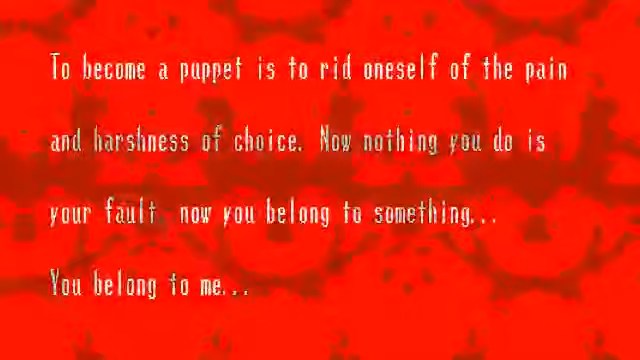 To become a puppet is to rid oneself of the pain
and harshness of choice. Now nothing you do is
your fault now you belong to something...
You belong to me...